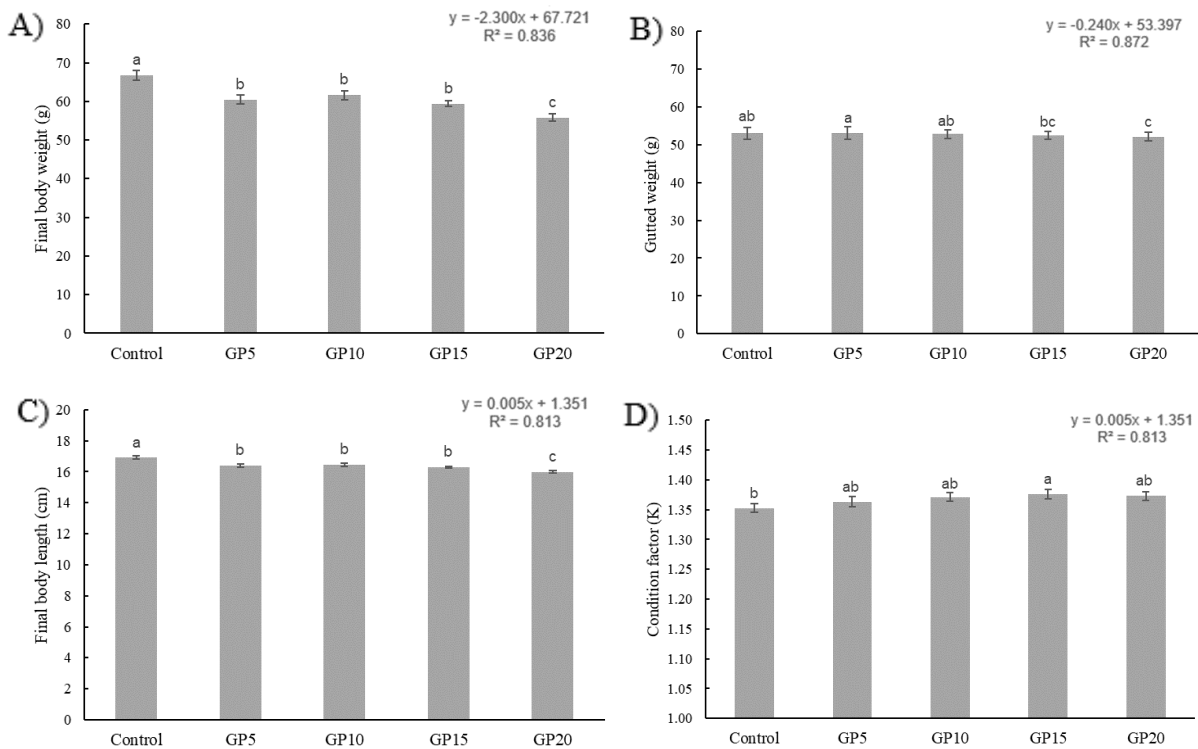 A)
y = -2.300x + 67.721
R² = 0.836
Final body weight (g)
80
70
60
50
40
30
20
10
0
a
b
b
b
c
Control GP5 GP10 GP15 GP20
B)
y = -0.240x + 53.397
R² = 0.872
Gutted weight (g)
80
70
60
50
40
30
20
10
0
ab
a
ab
bc
c
Control GP5 GP10 GP15 GP20
C)
y = 0.005x + 1.351
R² = 0.813
Final body length (cm)
20
18
16
14
12
10
8
6
4
2
0
a
b
b
b
c
Control GP5 GP10 GP15 GP20
D)
y = 0.005x + 1.351
R² = 0.813
Condition factor (K)
1.50
1.45
1.40
1.35
1.30
1.25
1.20
1.15
1.10
1.05
1.00
b
ab
ab
a
ab
Control GP5 GP10 GP15 GP20